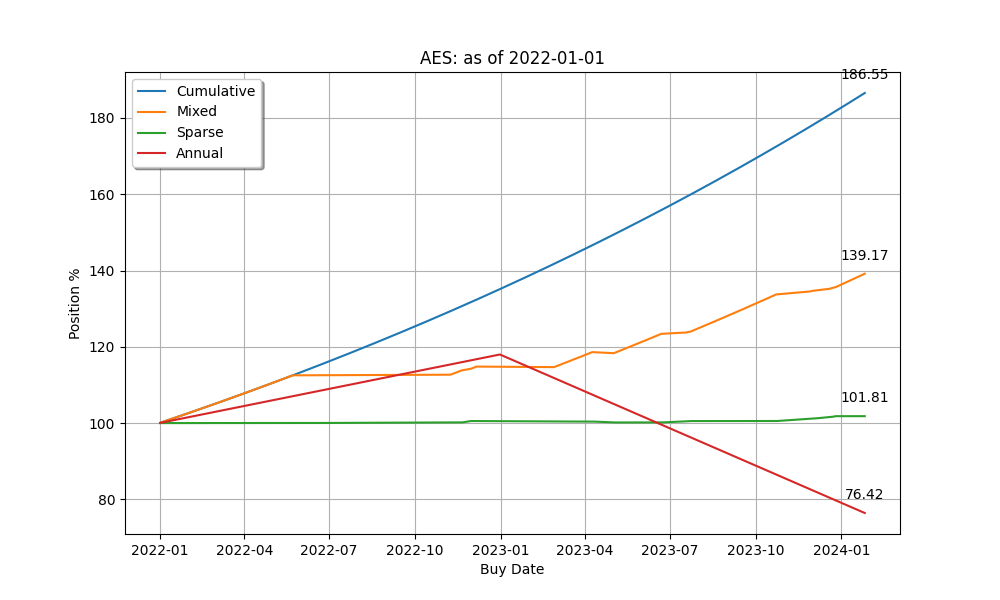 AES: as of 2022-01-01
Cumulative
Mixed
Sparse
Annual
186.55
139.17
101.81
76.42
Position %
180
160
140
120
100
80
2022-01 2022-04 2022-07 2022-10 2023-01 2023-04 2023-07 2023-10 2024-01
Buy Date